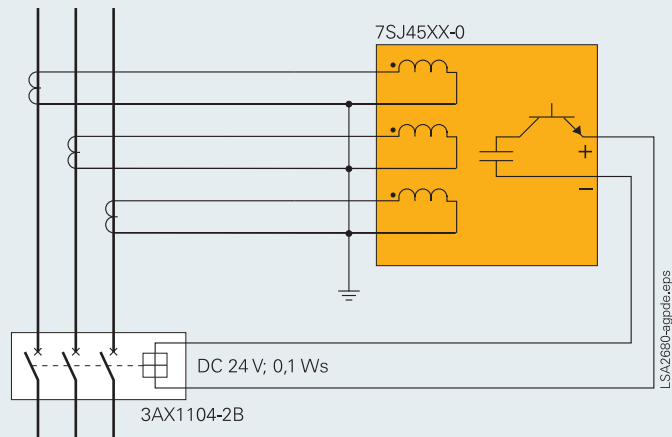 7SJ45XX-0
+
–
DC 24 V; 0,1 Ws
3AX1104-2B
LSA2680-agpde.eps